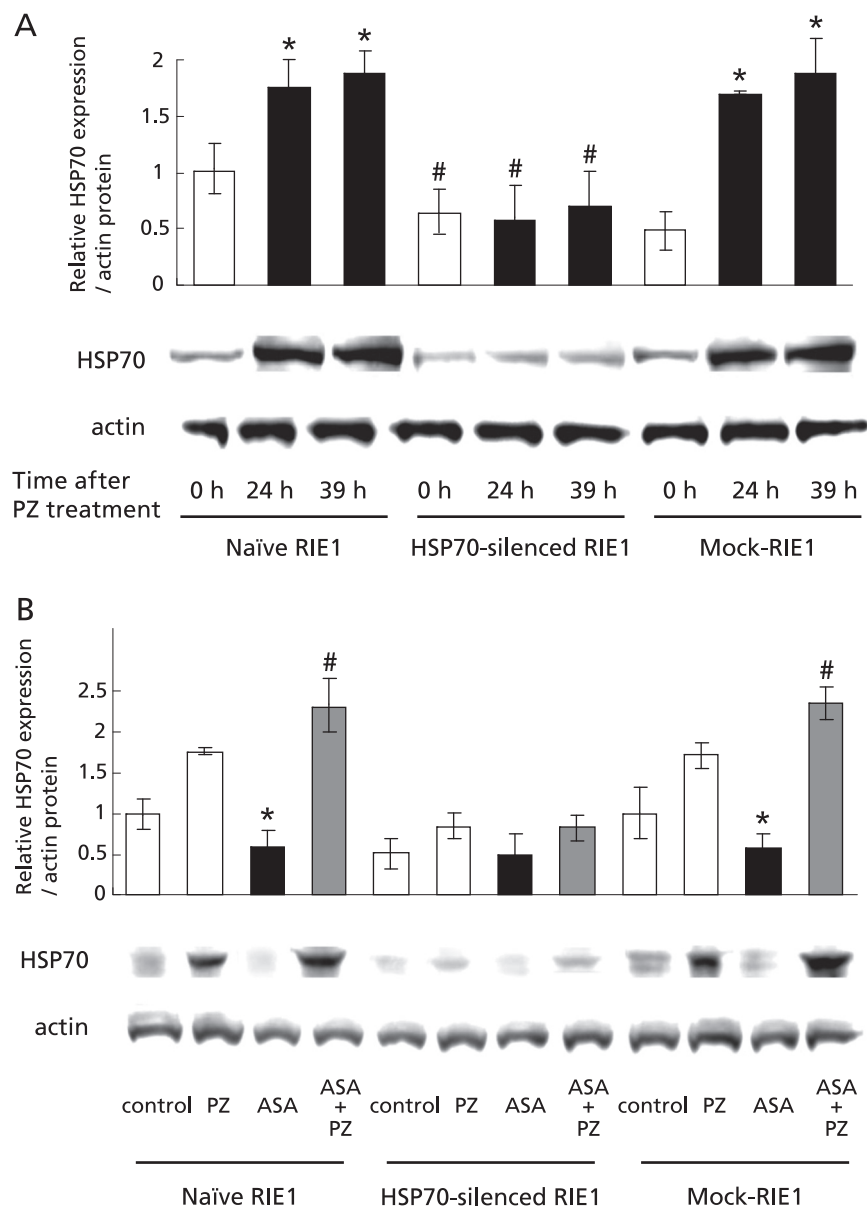 A
Relative HSP70 expression
/ actin protein
2
1.5
1
0.5
0
* * # # # * *
HSP70
actin
Time after
PZ treatment
0 h 24 h 39 h 0 h 24 h 39 h 0 h 24 h 39 h
Naïve RIE1 HSP70-silenced RIE1 Mock-RIE1
B
Relative HSP70 expression
/ actin protein
2.5
2
1.5
1
0.5
0
* # * #
HSP70
actin
control PZ ASA ASA + PZ control PZ ASA ASA + PZ control PZ ASA ASA + PZ
Naïve RIE1 HSP70-silenced RIE1 Mock-RIE1